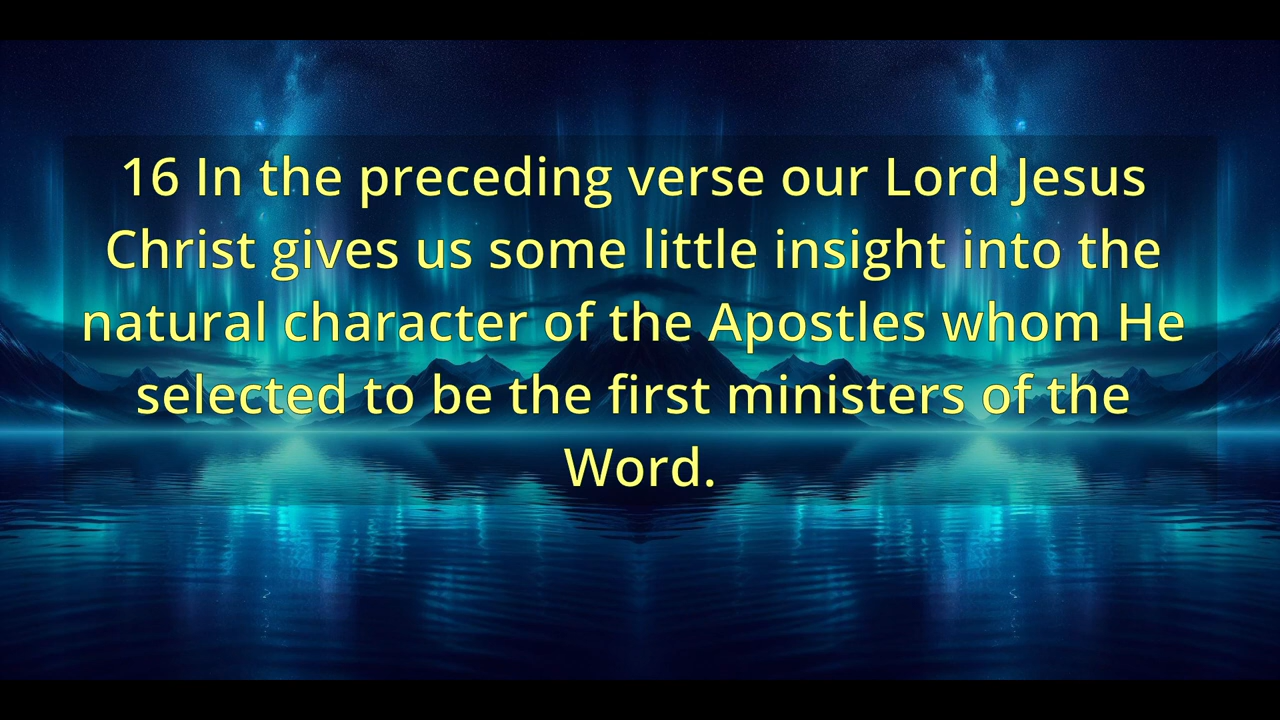 16 In the preceding verse our Lord Jesus
Christ gives us some little insight into the
natural character of the Apostles whom He
selected to be the first ministers of the
Word.